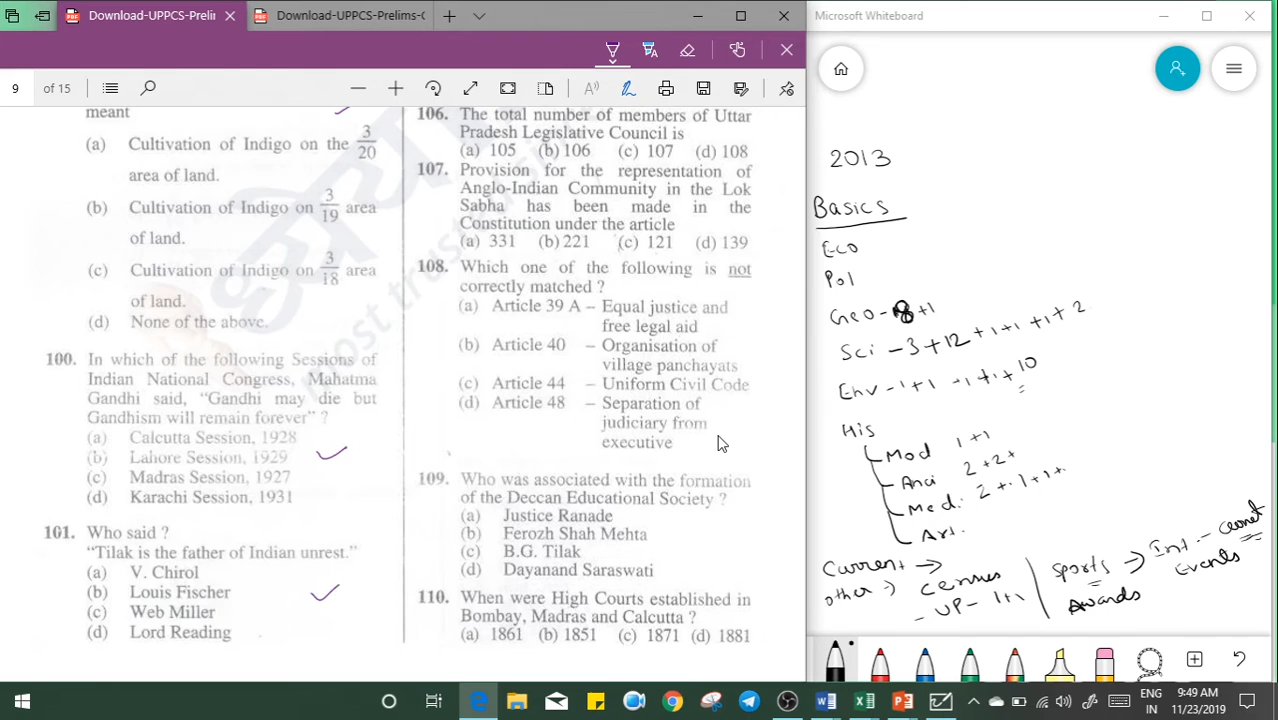 Download-UPPCS-Prelin
Download-UPPCS-Prelims-C
Microsoft Whiteboard
9 of 15
meant
(a) Cultivation of Indigo on the 3/20
area of land.
(b) Cultivation of Indigo on 3/19 area
of land.
(c) Cultivation of Indigo on 3/18 area
of land.
(d) None of the above.
100. In which of the following Sessions of
Indian National Congress, Mahatma
Gandhi said, “Gandhi may die but
Gandhism will remain forever” ?
(a) Calcutta Session, 1928
(b) Lahore Session, 1929
(c) Madras Session, 1927
(d) Karachi Session, 1931
101. Who said ?
“Tilak is the father of Indian unrest.”
(a) V. Chirol
(b) Louis Fischer
(c) Web Miller
(d) Lord Reading
106. The total number of members of Uttar
Pradesh Legislative Council is
(a) 105 (b) 106 (c) 107 (d) 108
107. Provision for the representation of
Anglo-Indian Community in the Lok
Sabha has been made in the
Constitution under the article
(a) 331 (b) 221 (c) 121 (d) 139
108. Which one of the following is not
correctly matched ?
(a) Article 39 A – Equal justice and
free legal aid
(b) Article 40 – Organisation of
village panchayats
(c) Article 44 – Uniform Civil Code
(d) Article 48 – Separation of
judiciary from
executive
109. Who was associated with the formation
of the Deccan Educational Society ?
(a) Justice Ranade
(b) Ferozh Shah Mehta
(c) B.G. Tilak
(d) Dayanand Saraswati
110. When were High Courts established in
Bombay, Madras and Calcutta ?
(a) 1861 (b) 1851 (c) 1871 (d) 1881
2013
Basics
Eco
Pol
Geo - 8 + 1
Sci - 3 + 12 + 1 + 1 + 1 + 2
Env - 1 + 1 + 1 + 1 + 10
His
Mod 1 + 1
Anci 2 + 2 +
Med. 2 + 1 + 1 +
Art.
Current →
other → census
- UP - 1+1
Sports → Int. -
Events
Awards
ENG
IN
9:49 AM
11/23/2019